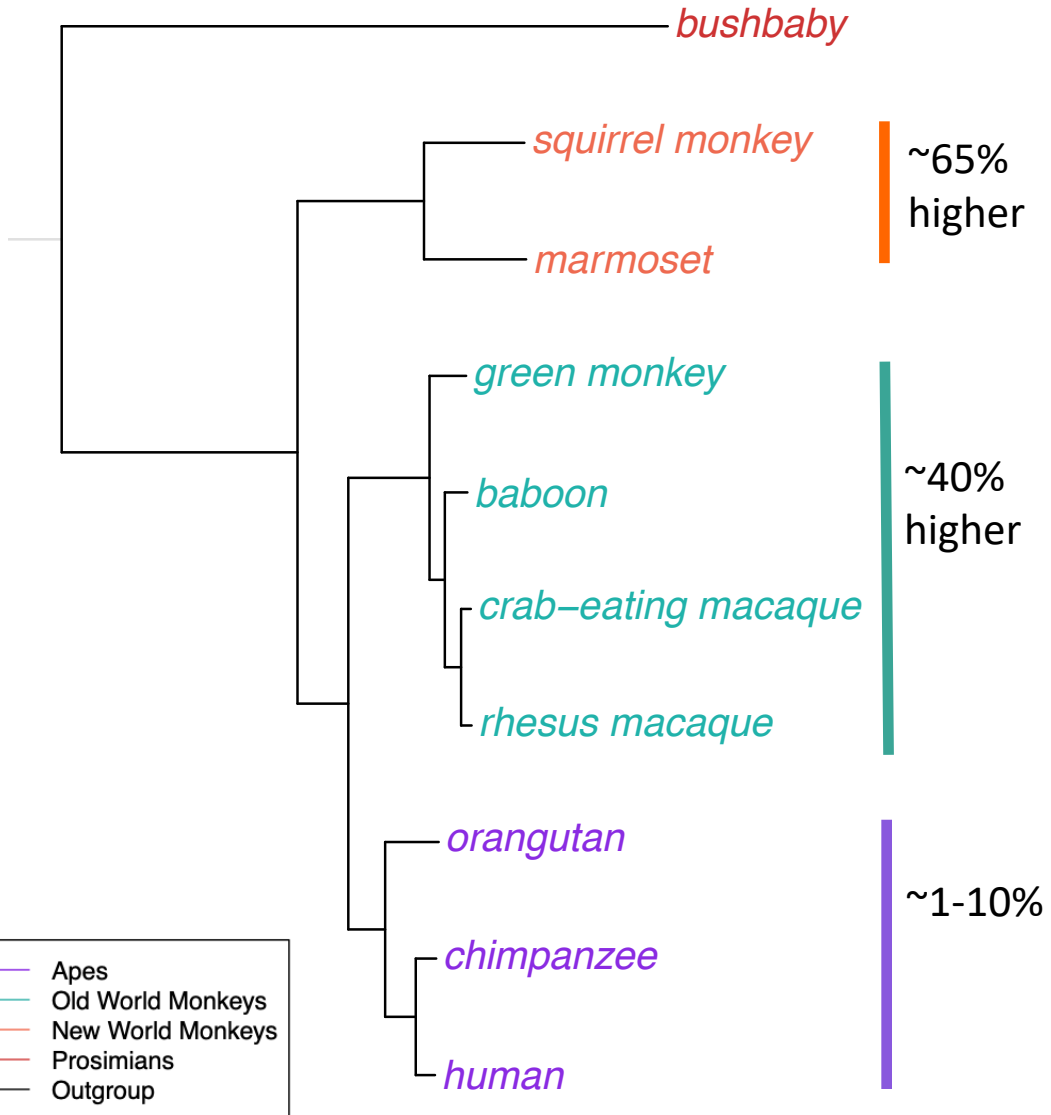 bushbaby
squirrel monkey
~65%
higher
marmoset
green monkey
~40%
higher
baboon
crab–eating macaque
rhesus macaque
orangutan
~1-10%
chimpanzee
human
Apes
Old World Monkeys
New World Monkeys
Prosimians
Outgroup